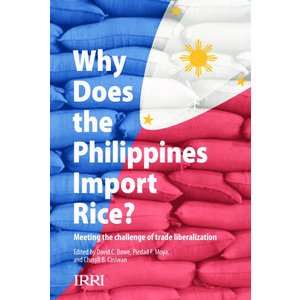 Why
Does
the
Philippines
Import
Rice?
Meeting the challenge of trade liberalization
Edited by David C. Dawe, Piedad F. Moya,
and Cheryll B. Casiwan
IRRI